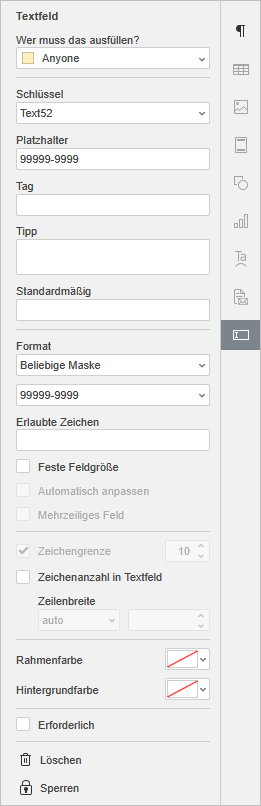 Textfeld
Wer muss das ausfüllen?
Anyone
Schlüssel
Text52
Platzhalter
99999-9999
Tag
Tipp
Standardmäßig
Format
Beliebige Maske
99999-9999
Erlaubte Zeichen
Feste Feldgröße
Automatisch anpassen
Mehrzeiliges Feld
Zeichengrenze 10
Zeichenanzahl in Textfeld
Zeilenbreite
auto
Rahmenfarbe
Hintergrundfarbe
Erforderlich
Löschen
Sperren
Ta